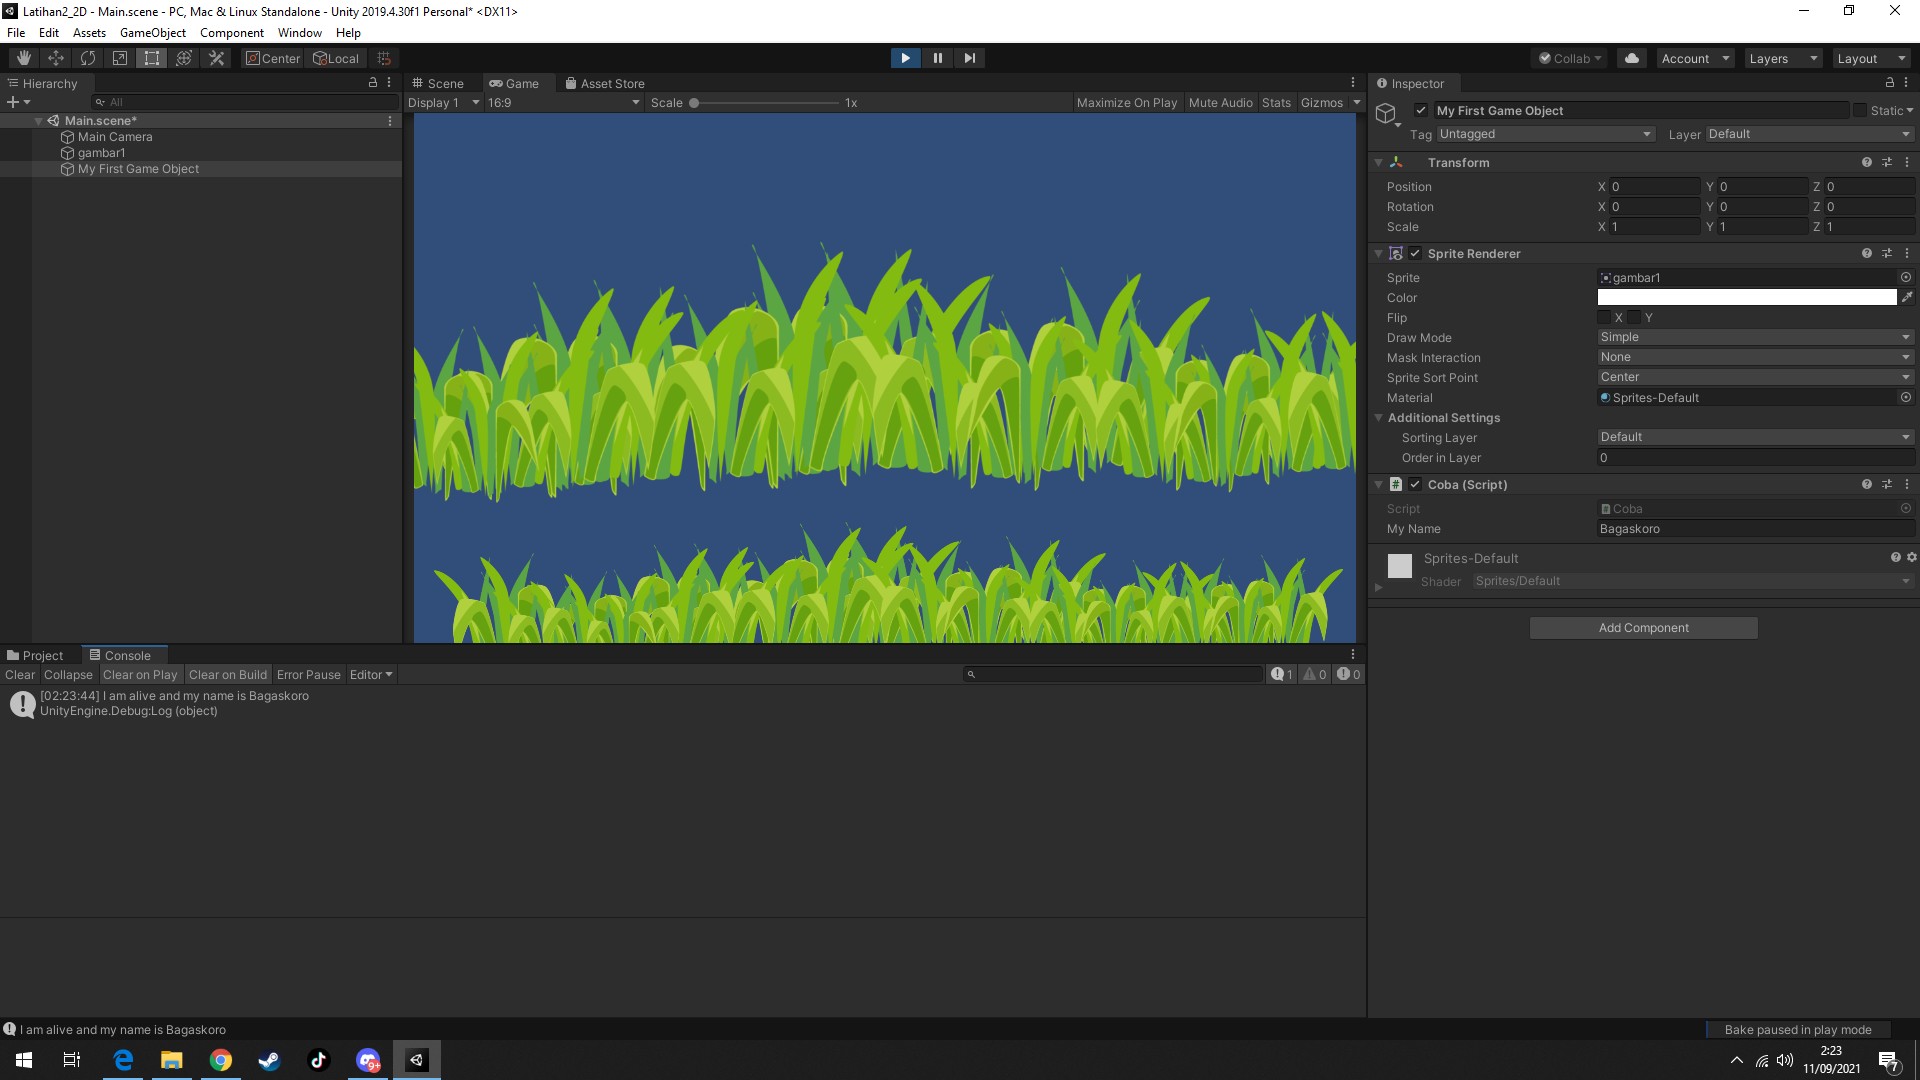 Latihan2_2D - Main.scene - PC, Mac & Linux Standalone - Unity 2019.4.30f1 Personal* <DX11>
File Edit Assets GameObject Component Window Help
Center Local Collab Account Layers Layout
Hierarchy
All
Main.scene*
Main Camera
gambar1
My First Game Object
Scene Game Asset Store
Display 1 16:9 Scale 1x Maximize On Play Mute Audio Stats Gizmos
Inspector
My First Game Object Static
Tag Untagged Layer Default
Transform
Position X 0 Y 0 Z 0
Rotation X 0 Y 0 Z 0
Scale X 1 Y 1 Z 1
Sprite Renderer
Sprite gambar1
Color
Flip X Y
Draw Mode Simple
Mask Interaction None
Sprite Sort Point Center
Material Sprites-Default
Additional Settings
Sorting Layer Default
Order in Layer 0
Coba (Script)
Script Coba
My Name Bagaskoro
Sprites-Default
Shader Sprites/Default
Add Component
Project Console
Clear Collapse Clear on Play Clear on Build Error Pause Editor 1 0 0
[02:23:44] I am alive and my name is Bagaskoro
UnityEngine.Debug:Log (object)
I am alive and my name is Bagaskoro
Bake paused in play mode
9+
2:23
11/09/2021
7